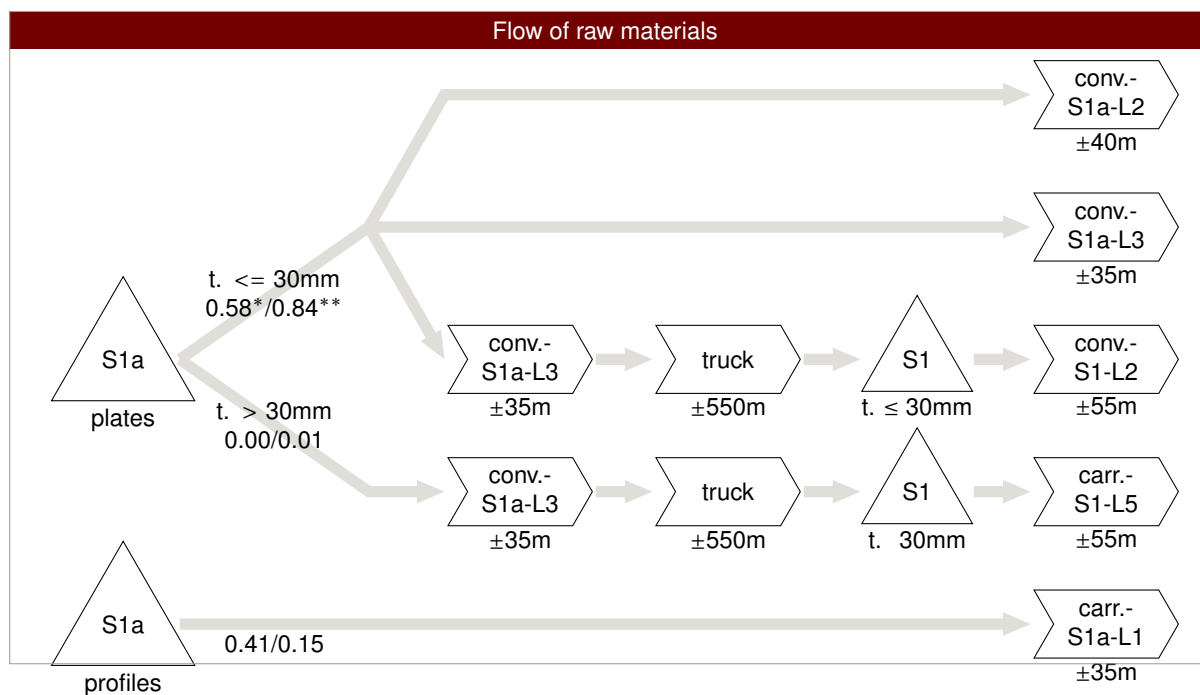 Flow of raw materials
conv.-
S1a-L2
±40m
conv.-
S1a-L3
±35m
t. <= 30mm
0.58*/0.84**
S1a
plates
conv.-
S1a-L3
±35m
truck
±550m
S1
t. ≤ 30mm
conv.-
S1-L2
±55m
t. > 30mm
0.00/0.01
conv.-
S1a-L3
±35m
truck
±550m
S1
t. 30mm
carr.-
S1-L5
±55m
S1a
profiles
0.41/0.15
carr.-
S1a-L1
±35m